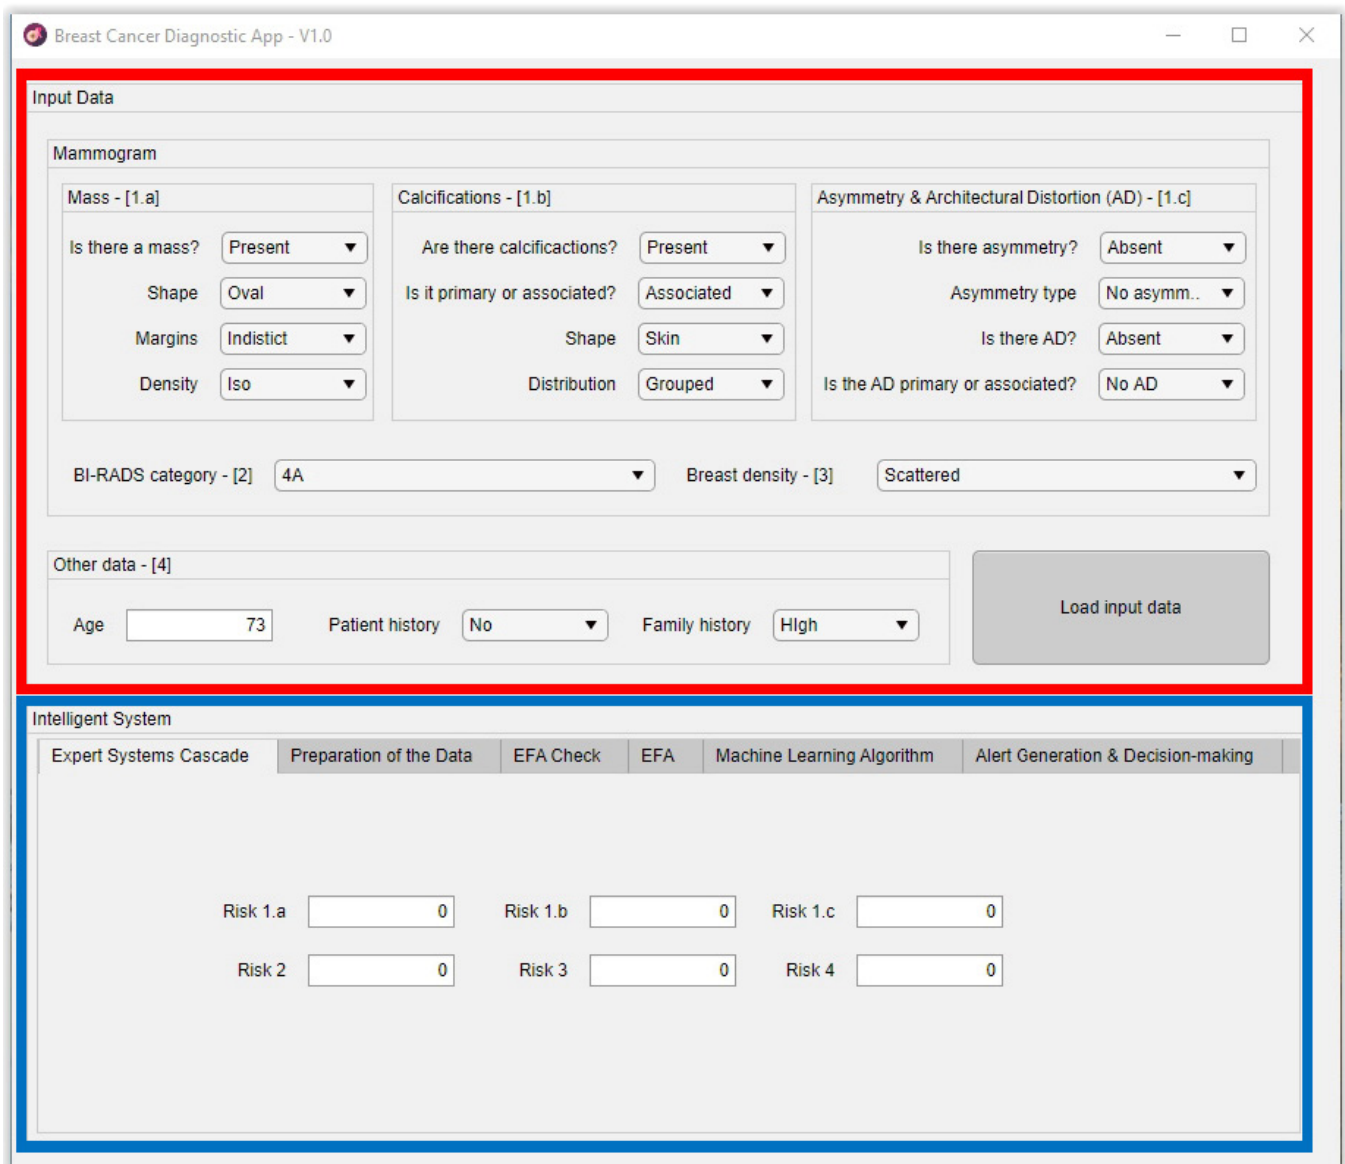 Breast Cancer Diagnostic App - V1.0
Input Data
Mammogram
Mass - [1.a]
Is there a mass? Present
Shape Oval
Margins Indistict
Density Iso
Calcifications - [1.b]
Are there calcificactions? Present
Is it primary or associated? Associated
Shape Skin
Distribution Grouped
Asymmetry & Architectural Distortion (AD) - [1.c]
Is there asymmetry? Absent
Asymmetry type No asymm..
Is there AD? Absent
Is the AD primary or associated? No AD
BI-RADS category - [2] 4A Breast density - [3] Scattered
Other data - [4]
Age 73 Patient history No Family history HIgh
Load input data
Intelligent System
Expert Systems Cascade Preparation of the Data EFA Check EFA Machine Learning Algorithm Alert Generation & Decision-making
Risk 1.a 0 Risk 1.b 0 Risk 1.c 0
Risk 2 0 Risk 3 0 Risk 4 0